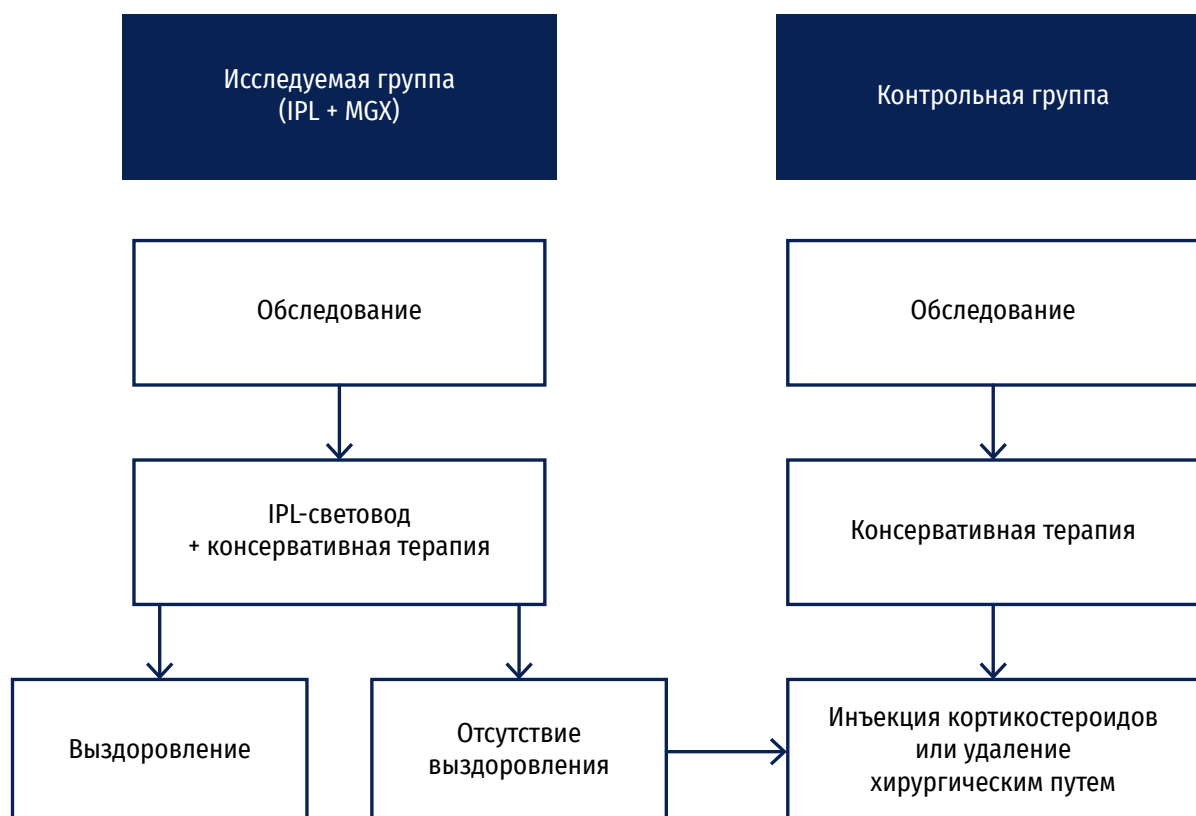 Исследуемая группа
(IPL + MGX)
Контрольная группа
Обследование
Обследование
IPL-световод
+ консервативная терапия
Консервативная терапия
Выздоровление
Отсутствие
выздоровления
Инъекция кортикостероидов
или удаление
хирургическим путем